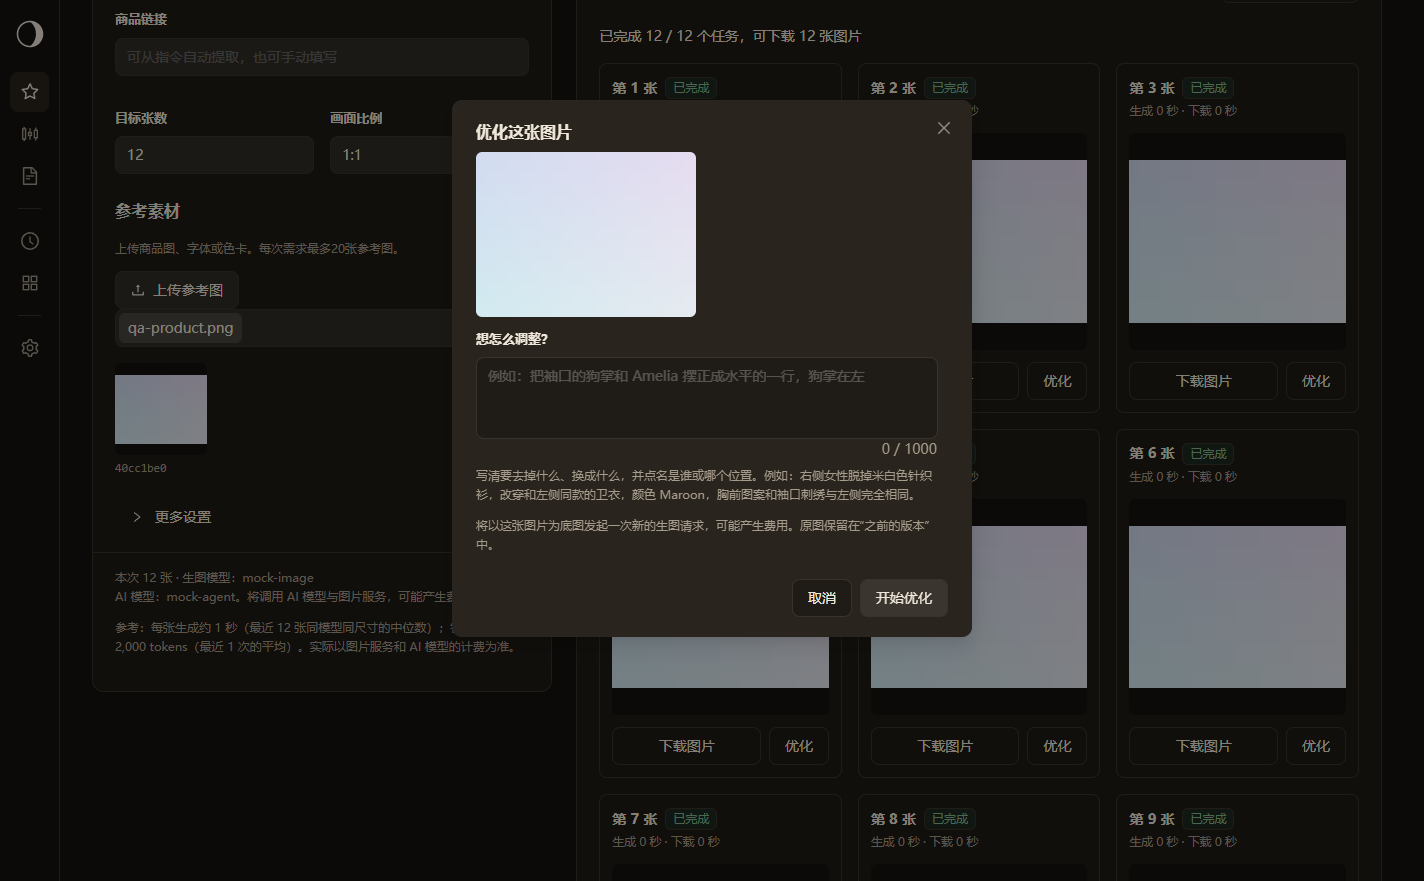 商品链接
可从指令自动提取，也可手动填写
目标张数
画面比例
12
1:1
参考素材
上传商品图、字体或色卡。每次需求最多20张参考图。
上传参考图
qa-product.png
40cc1be0
更多设置
本次 12 张 · 生图模型：mock-image
AI 模型：mock-agent。将调用 AI 模型与图片服务，可能产生
参考：每张生成约 1 秒（最近 12 张同模型同尺寸的中位数）；
2,000 tokens（最近 1 次的平均）。实际以图片服务和 AI 模型的计费为准。
已完成 12 / 12 个任务，可下载 12 张图片
第 1 张 已完成
第 2 张 已完成
秒
第 3 张 已完成
生成 0 秒 · 下载 0 秒
优化
下载图片
优化
优化这张图片
想怎么调整?
例如：把袖口的狗掌和 Amelia 摆正成水平的一行，狗掌在左
0 / 1000
写清要去掉什么、换成什么，并点名是谁或哪个位置。例如：右侧女性脱掉米白色针织
衫，改穿和左侧同款的卫衣，颜色 Maroon，胸前图案和袖口刺绣与左侧完全相同。
将以这张图片为底图发起一次新的生图请求，可能产生费用。原图保留在“之前的版本”
中。
取消
开始优化
秒
第 6 张 已完成
生成 0 秒 · 下载 0 秒
下载图片
优化
下载图片
优化
下载图片
优化
第 7 张 已完成
生成 0 秒 · 下载 0 秒
第 8 张 已完成
生成 0 秒 · 下载 0 秒
第 9 张 已完成
生成 0 秒 · 下载 0 秒